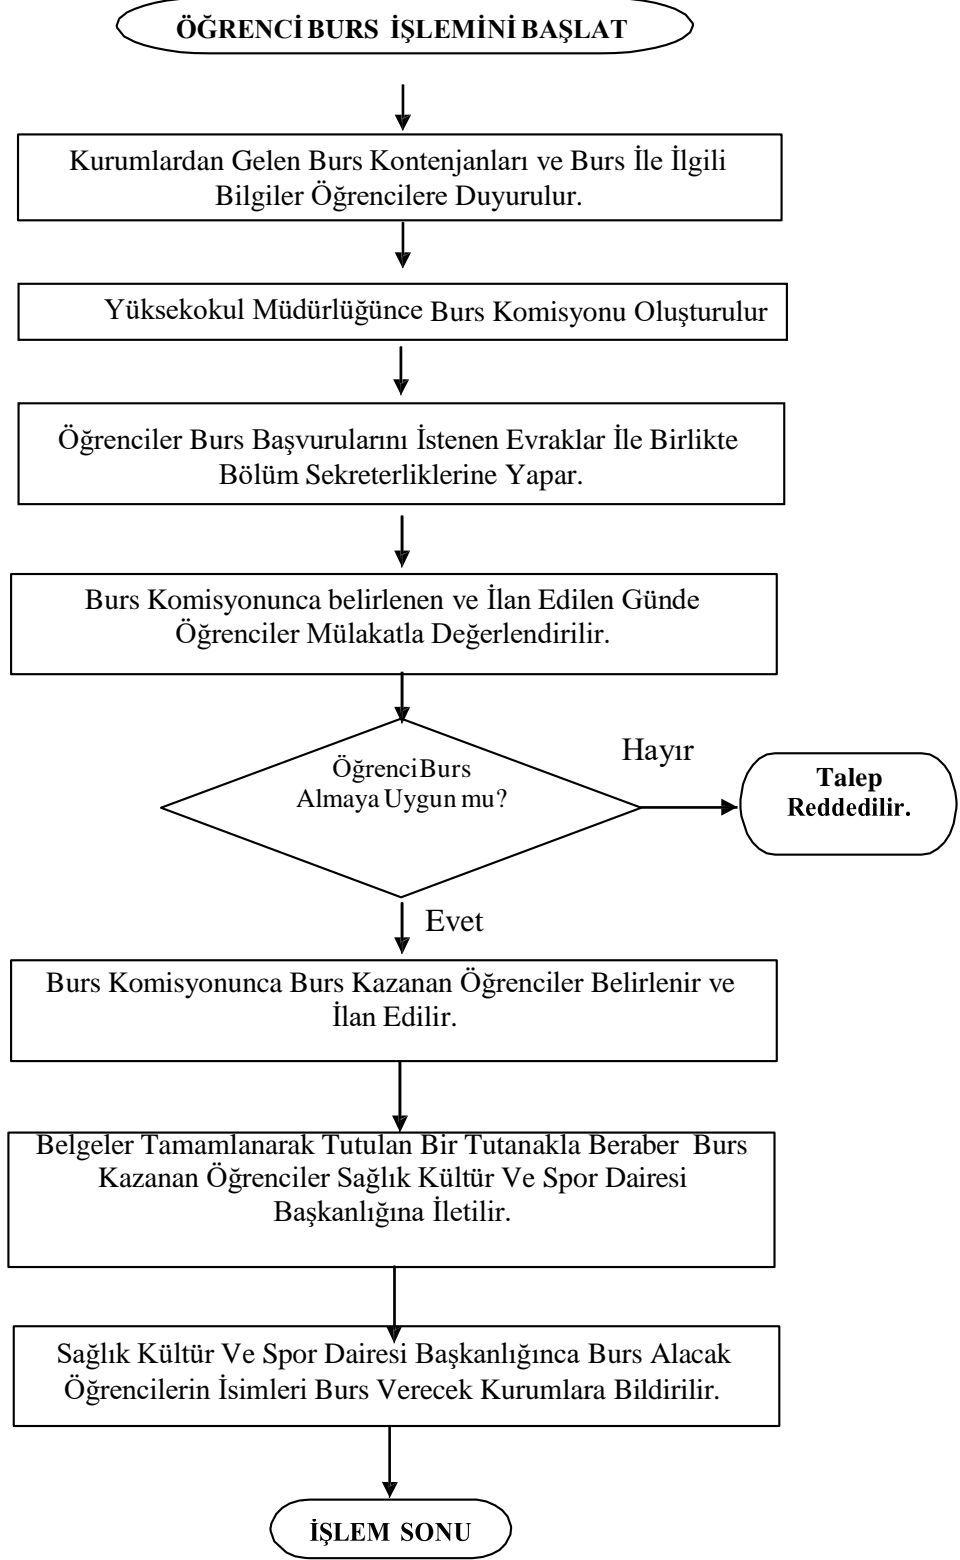 ÖĞRENCİ BURS İŞLEMİNİ BAŞLAT
Kurumlardan Gelen Burs Kontenjanları ve Burs İle İlgili
Bilgiler Öğrencilere Duyurulur.
Yüksekokul Müdürlüğünce Burs Komisyonu Oluşturulur
Öğrenciler Burs Başvurularını İstenen Evraklar İle Birlikte
Bölüm Sekreterliklerine Yapar.
Burs Komisyonunca belirlenen ve İlan Edilen Günde
Öğrenciler Mülakatla Değerlendirilir.
Öğrenci Burs
Almaya Uygun mu?
Hayır
Talep
Reddedilir.
Evet
Burs Komisyonunca Burs Kazanan Öğrenciler Belirlenir ve
İlan Edilir.
Belgeler Tamamlanarak Tutulan Bir Tutanakla Beraber Burs
Kazanan Öğrenciler Sağlık Kültür Ve Spor Dairesi
Başkanlığına İletilir.
Sağlık Kültür Ve Spor Dairesi Başkanlığınca Burs Alacak
Öğrencilerin İsimleri Burs Verecek Kurumlara Bildirilir.
İŞLEM SONU